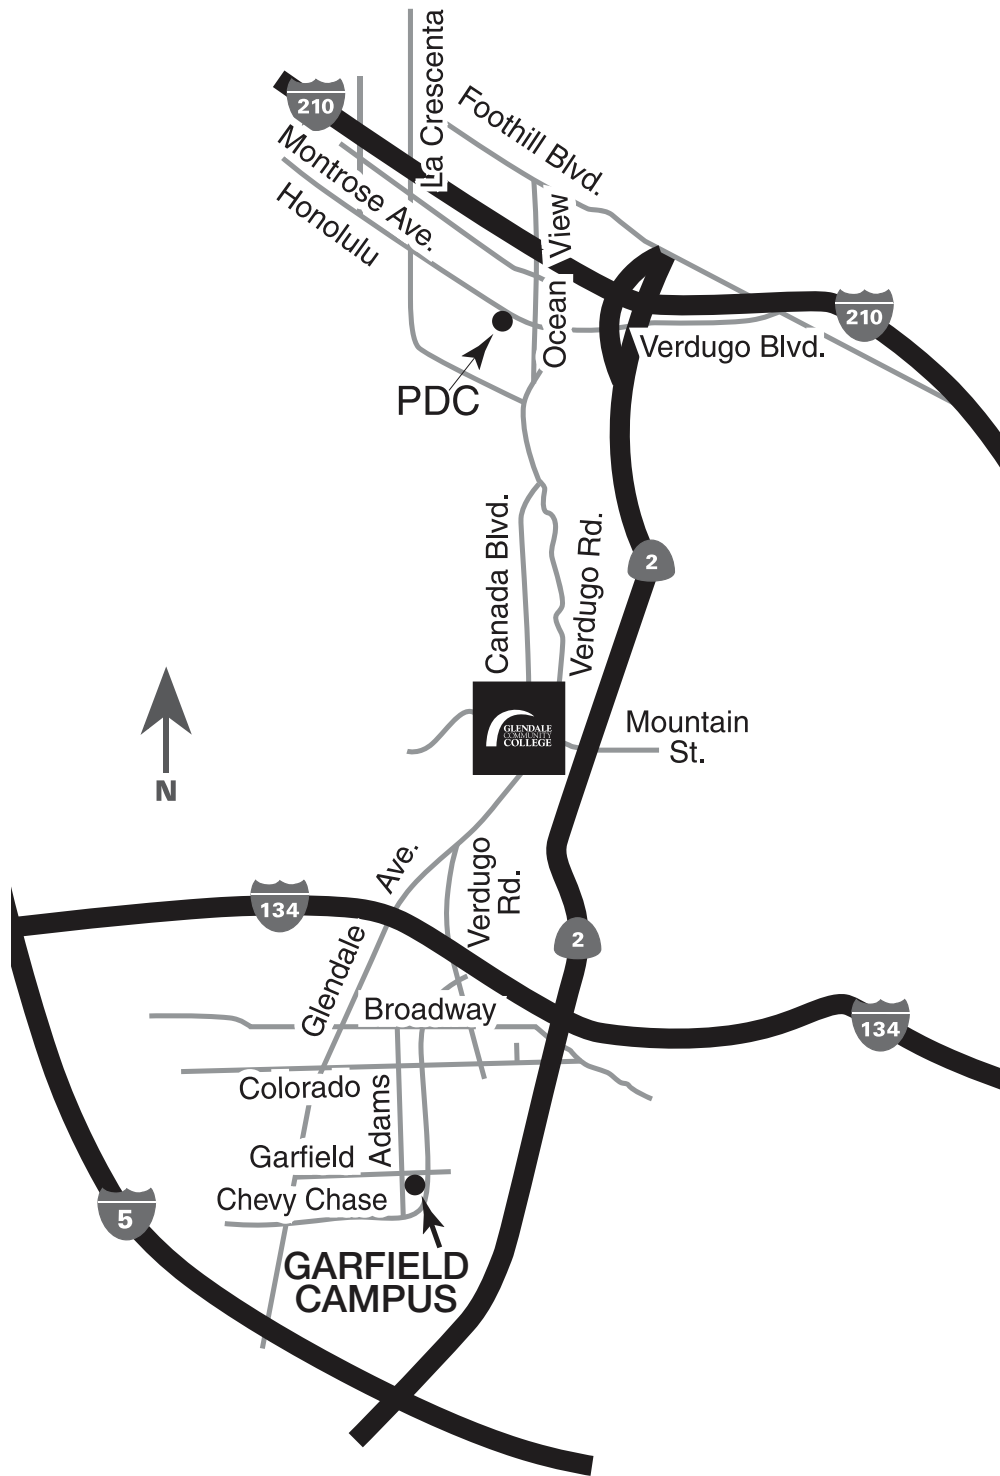 La Crescenta
Foothill Blvd.
210
Montrose Ave.
Honolulu
Ocean View
210
Verdugo Blvd.
PDC
Canada Blvd.
Verdugo Rd.
2
GLENDALE
COMMUNITY
COLLEGE
Mountain
St.
N
Glendale Ave.
Verdugo
Rd.
134
2
Broadway
134
Colorado
Adams
Garfield
Chevy Chase
5
GARFIELD
CAMPUS